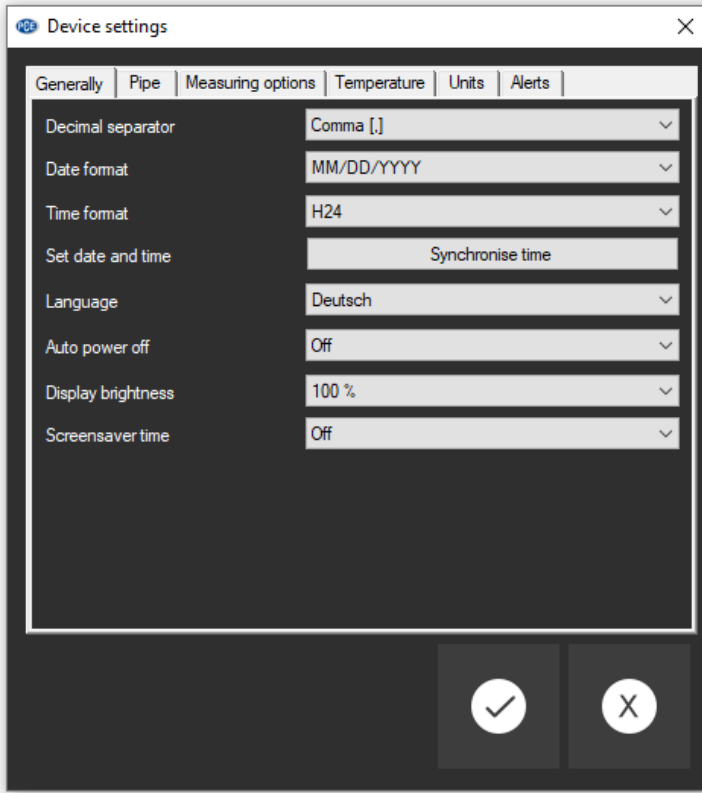 PCE Device settings
Generally Pipe Measuring options Temperature Units Alerts
Decimal separator Comma [,]
Date format MM/DD/YYYY
Time format H24
Set date and time Synchronise time
Language Deutsch
Auto power off Off
Display brightness 100 %
Screensaver time Off
X